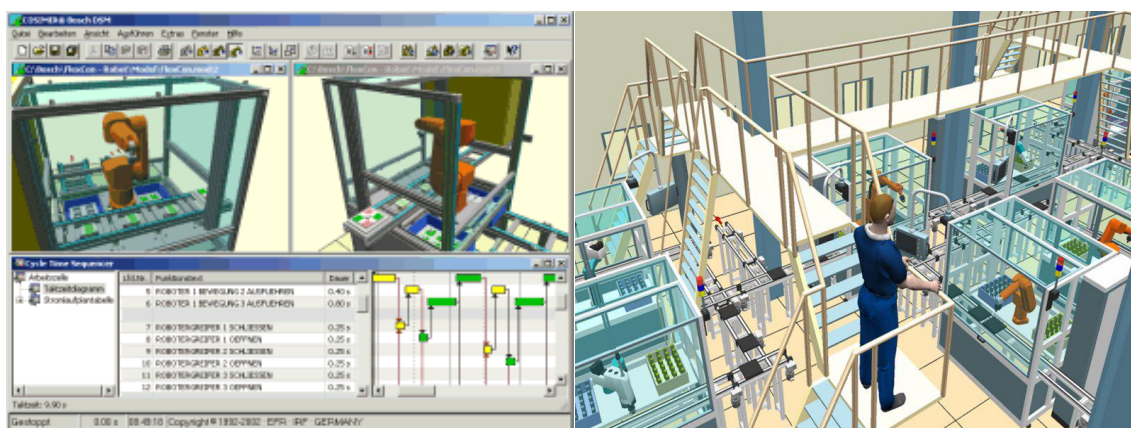 COSIMIR® Bosch DSM
Datei Bearbeiten Ansicht Ausführen Extras Fenster Hilfe
Cycle Time Sequencer
Arbeitszelle
Taktzeitdiagramm
Lfd.Nr. Funktionstext Dauer
5 ROBOTER 1 BEWEGUNG 2 AUSFUEHREN 0.40 s
6 ROBOTER 1 BEWEGUNG 3 AUSFUEHREN 0.80 s
7 ROBOTERGREIFER 1 SCHLIESSEN 0.25 s
8 ROBOTERGREIFER 1 OEFFNEN 0.25 s
9 ROBOTERGREIFER 2 SCHLIESSEN 0.25 s
10 ROBOTERGREIFER 2 OEFFNEN 0.25 s
11 ROBOTERGREIFER 3 SCHLIESSEN 0.25 s
12 ROBOTERGREIFER 3 OEFFNEN 0.25 s
Taktzeit: 9.90 s
Gestoppt 0.00 s 08:49:18 Copyright © 1992-2002 - EFR - IRF - GERMANY